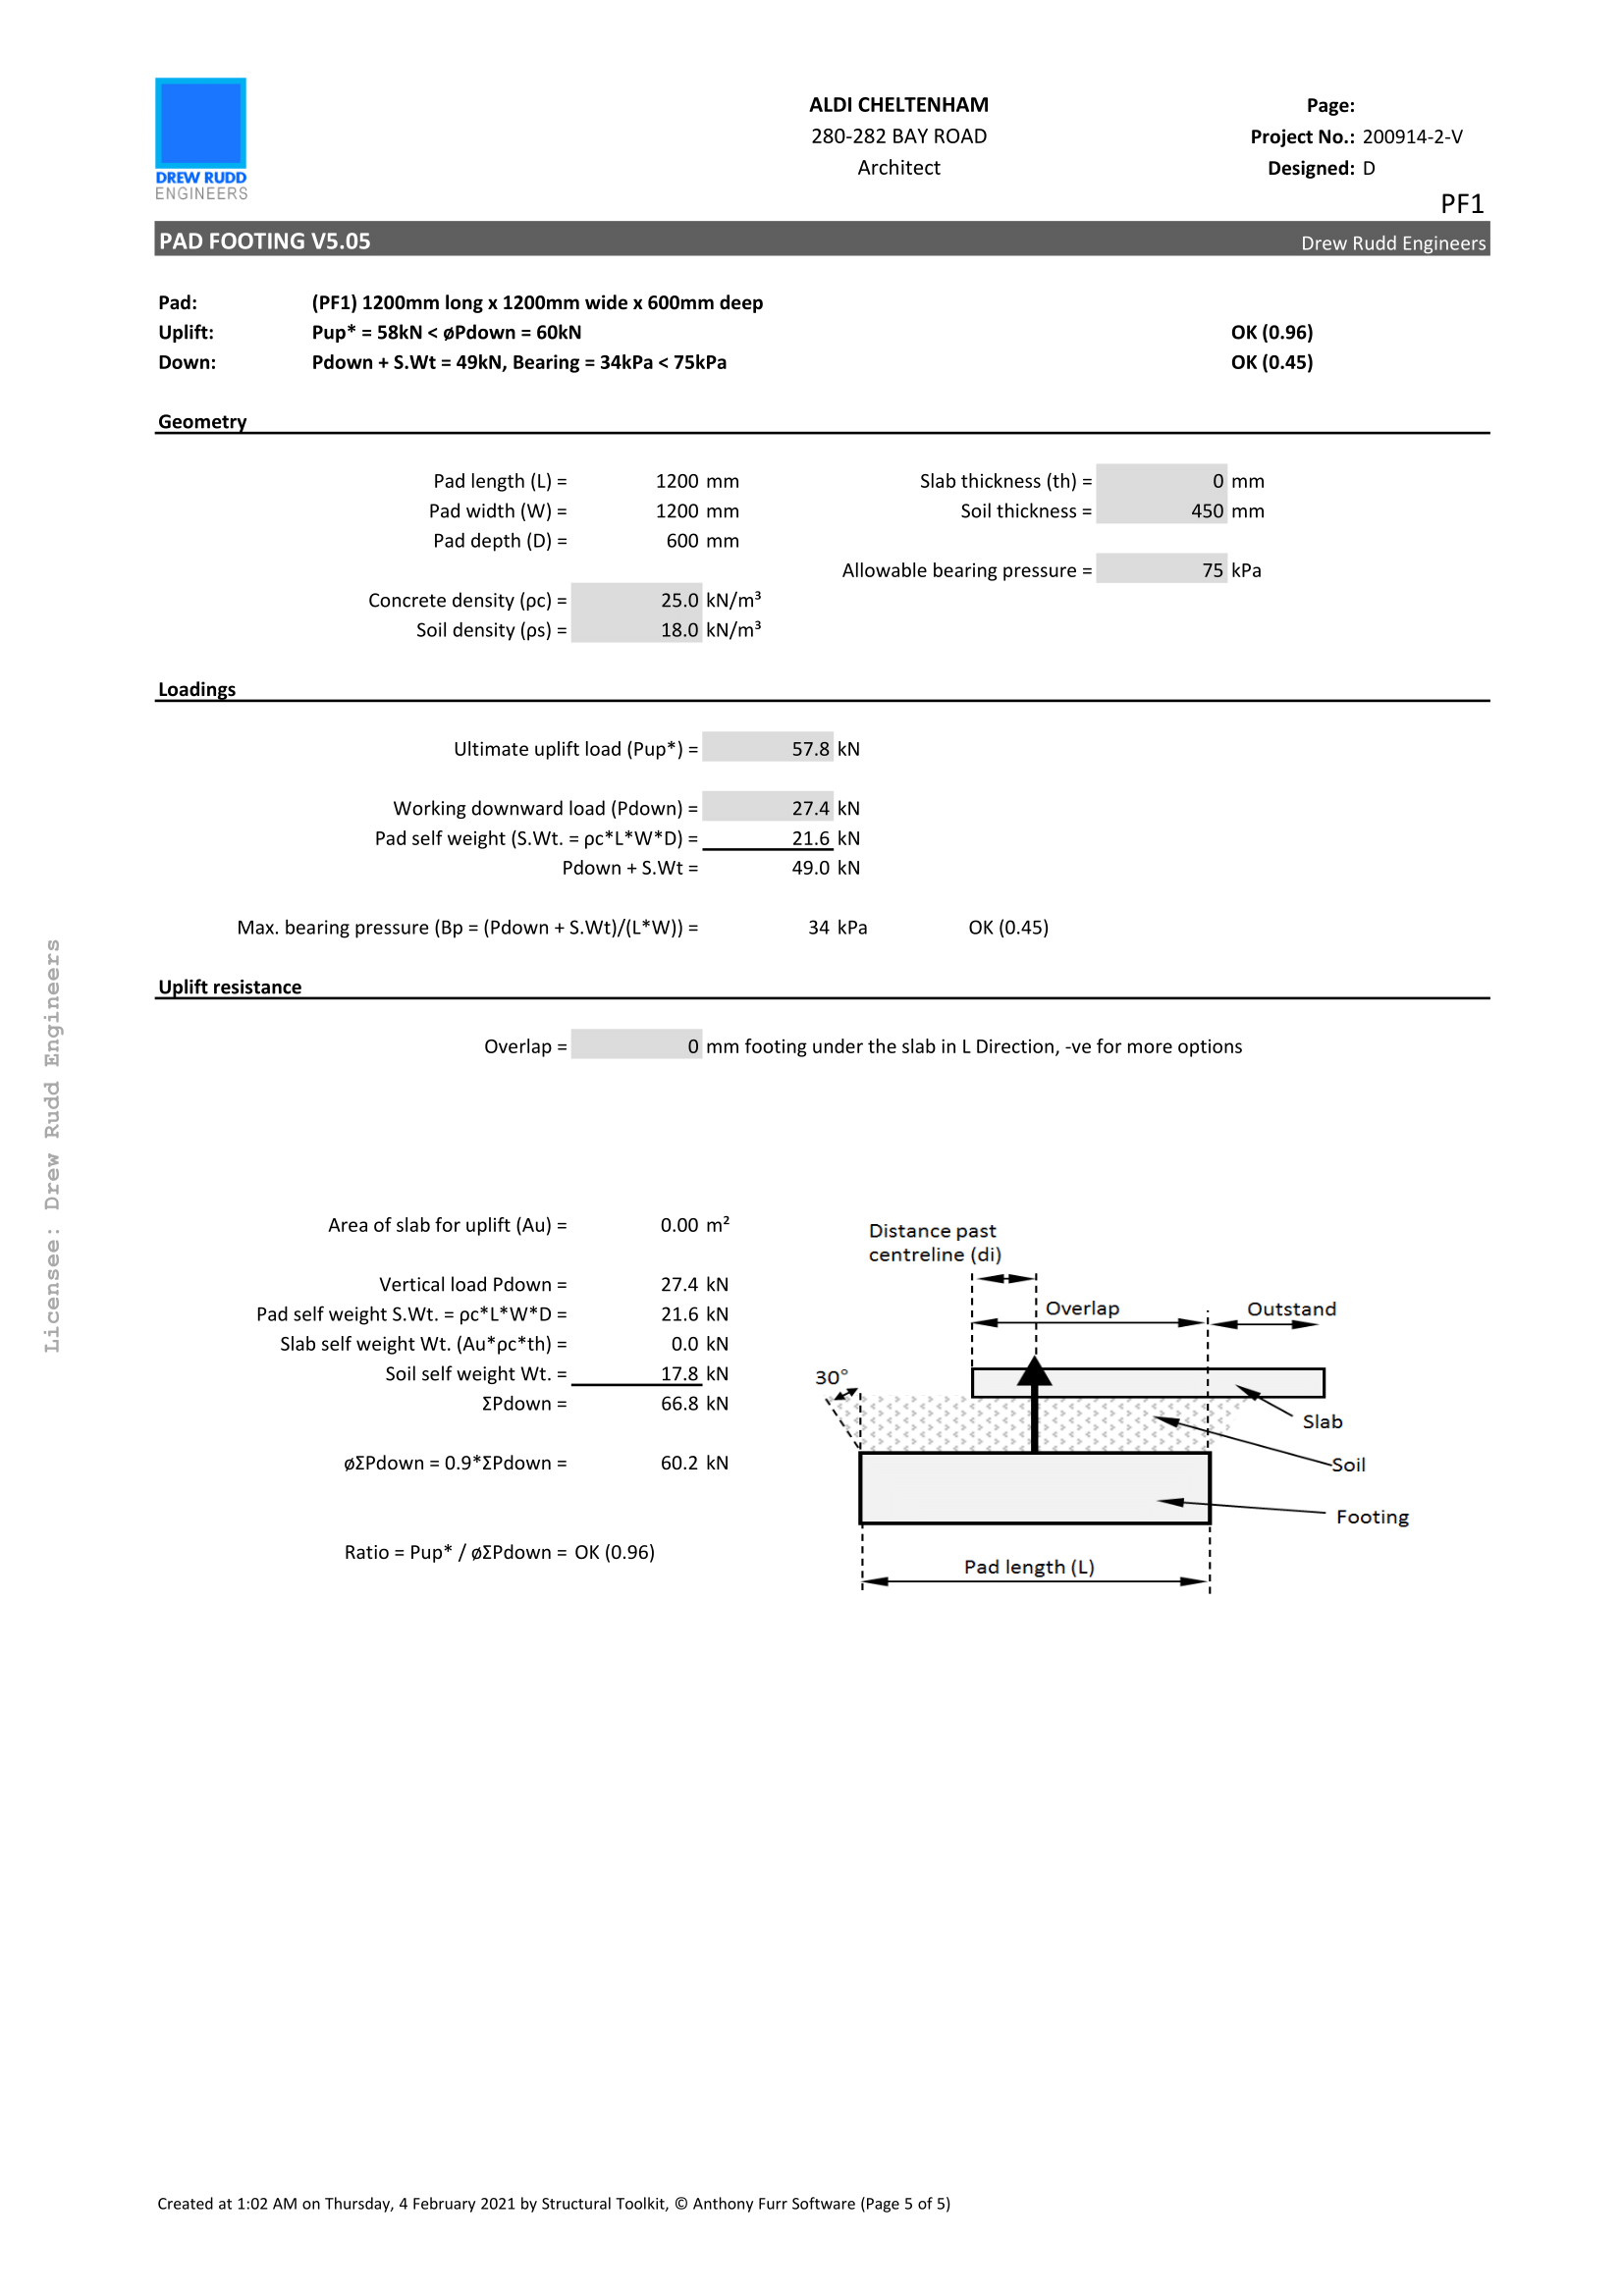 DREW RUDD
ENGINEERS
ALDI CHELTENHAM
280-282 BAY ROAD
Architect
Page:
Project No.: 200914-2-V
Designed: D
PF1
PAD FOOTING V5.05
Drew Rudd Engineers
Pad: (PF1) 1200mm long x 1200mm wide x 600mm deep
Uplift: Pup* = 58kN < øPdown = 60kN OK (0.96)
Down: Pdown + S.Wt = 49kN, Bearing = 34kPa < 75kPa OK (0.45)
Geometry
Pad length (L) = 1200 mm
Pad width (W) = 1200 mm
Pad depth (D) = 600 mm
Concrete density (ρc) = 25.0 kN/m³
Soil density (ρs) = 18.0 kN/m³
Slab thickness (th) = 0 mm
Soil thickness = 450 mm
Allowable bearing pressure = 75 kPa
Loadings
Ultimate uplift load (Pup*) = 57.8 kN
Working downward load (Pdown) = 27.4 kN
Pad self weight (S.Wt. = ρc*L*W*D) = 21.6 kN
Pdown + S.Wt = 49.0 kN
Max. bearing pressure (Bp = (Pdown + S.Wt)/(L*W)) = 34 kPa OK (0.45)
Uplift resistance
Overlap = 0 mm footing under the slab in L Direction, -ve for more options
Area of slab for uplift (Au) = 0.00 m²
Vertical load Pdown = 27.4 kN
Pad self weight S.Wt. = ρc*L*W*D = 21.6 kN
Slab self weight Wt. (Au*ρc*th) = 0.0 kN
Soil self weight Wt. = 17.8 kN
ΣPdown = 66.8 kN
øΣPdown = 0.9*ΣPdown = 60.2 kN
Ratio = Pup* / øΣPdown = OK (0.96)
Distance past
centreline (di)
Overlap
Outstand
30°
Slab
Soil
Footing
Pad length (L)
Licensee: Drew Rudd Engineers
Created at 1:02 AM on Thursday, 4 February 2021 by Structural Toolkit, © Anthony Furr Software (Page 5 of 5)